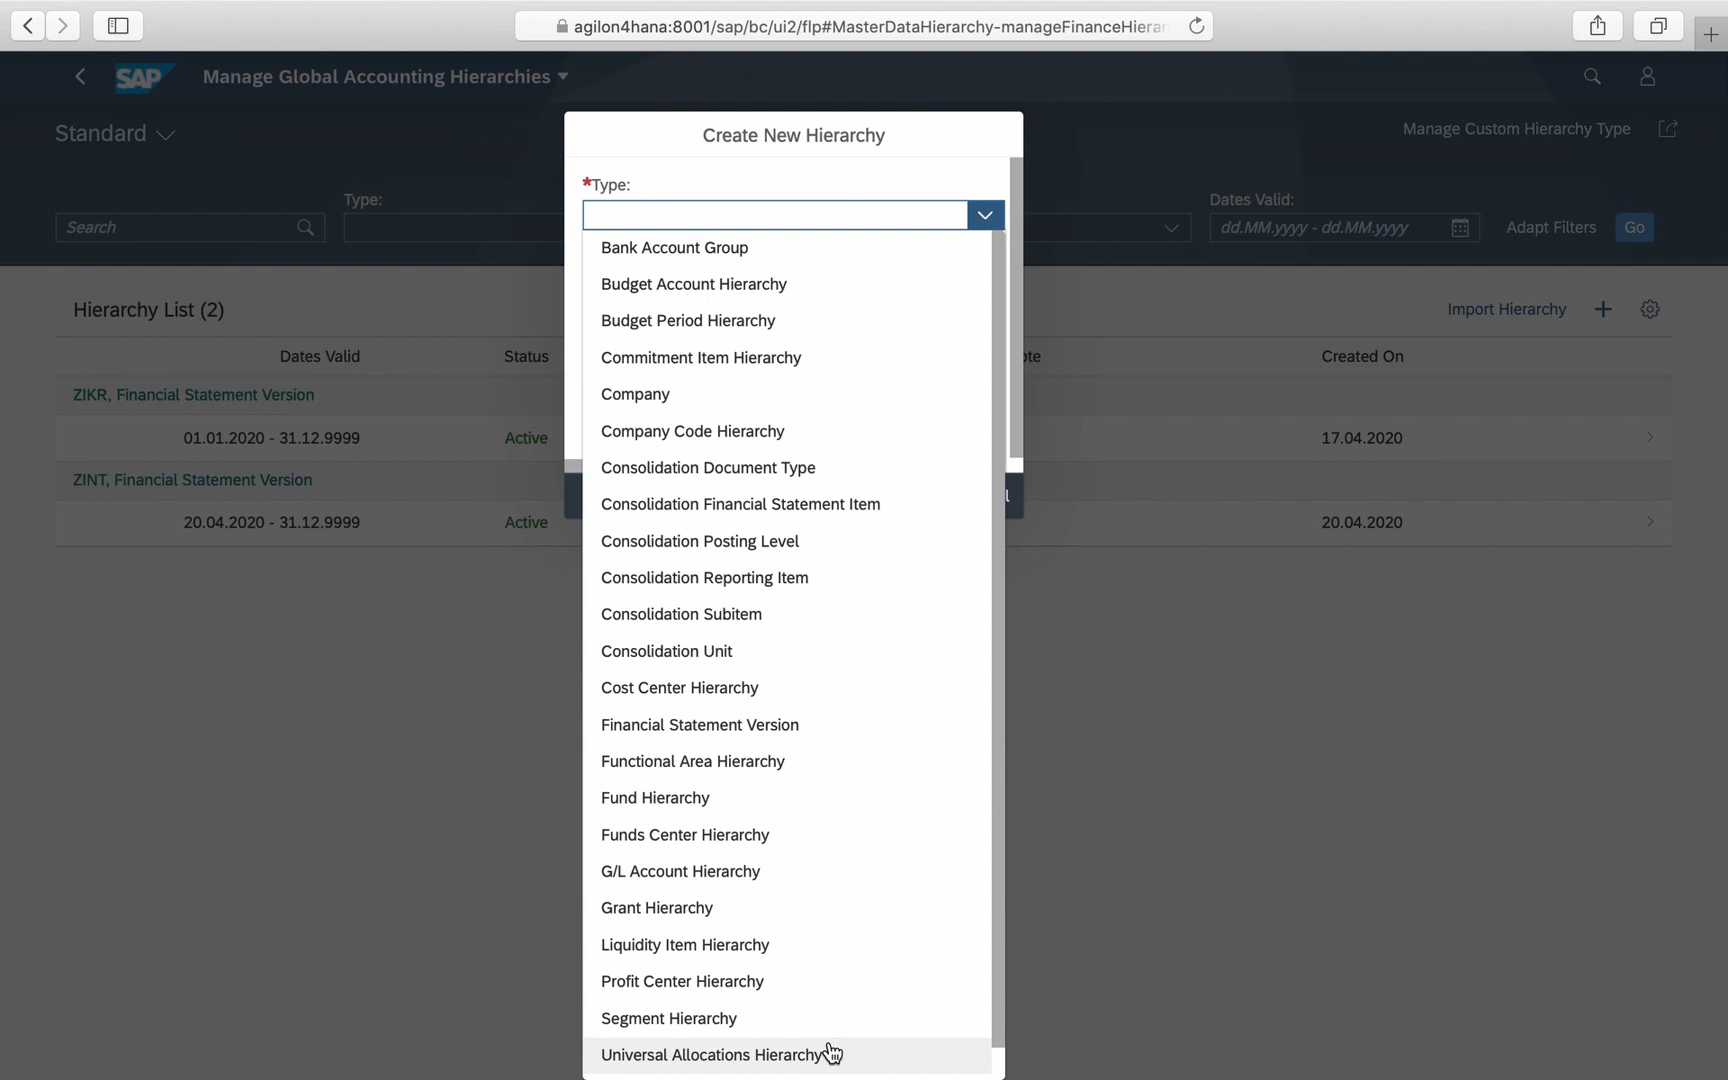 agilon4hana:8001/sap/bc/ui2/flp#MasterDataHierarchy-manageFinanceHierar
SAP Manage Global Accounting Hierarchies
Standard
Manage Custom Hierarchy Type
Search
Type:
Dates Valid:
dd.MM.yyyy - dd.MM.yyyy
Adapt Filters
Go
Hierarchy List (2)
Import Hierarchy
Dates Valid
Status
Created On
ZIKR, Financial Statement Version
01.01.2020 - 31.12.9999
Active
17.04.2020
ZINT, Financial Statement Version
20.04.2020 - 31.12.9999
Active
20.04.2020
Create New Hierarchy
*Type:
Bank Account Group
Budget Account Hierarchy
Budget Period Hierarchy
Commitment Item Hierarchy
Company
Company Code Hierarchy
Consolidation Document Type
Consolidation Financial Statement Item
Consolidation Posting Level
Consolidation Reporting Item
Consolidation Subitem
Consolidation Unit
Cost Center Hierarchy
Financial Statement Version
Functional Area Hierarchy
Fund Hierarchy
Funds Center Hierarchy
G/L Account Hierarchy
Grant Hierarchy
Liquidity Item Hierarchy
Profit Center Hierarchy
Segment Hierarchy
Universal Allocations Hierarchy